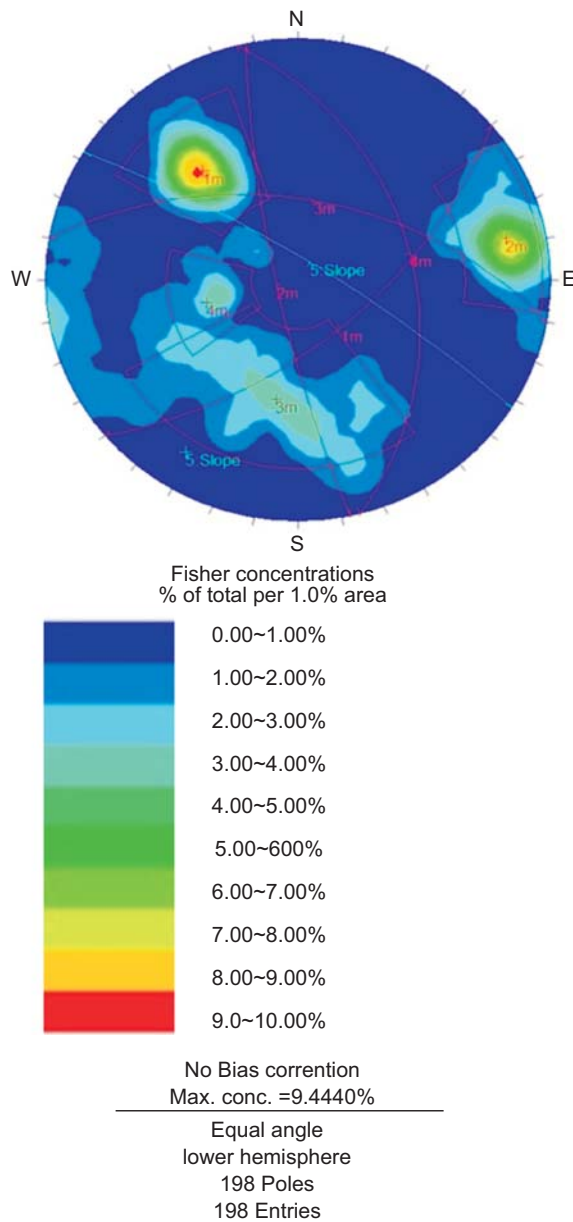 N
1m
3m
2m
4m
5 Slope
W
E
2m
4m
1m
3m
5 Slope
S
Fisher concentrations
% of total per 1.0% area
0.00~1.00%
1.00~2.00%
2.00~3.00%
3.00~4.00%
4.00~5.00%
5.00~600%
6.00~7.00%
7.00~8.00%
8.00~9.00%
9.0~10.00%
No Bias corrention
Max. conc. =9.4440%
Equal angle
lower hemisphere
198 Poles
198 Entries